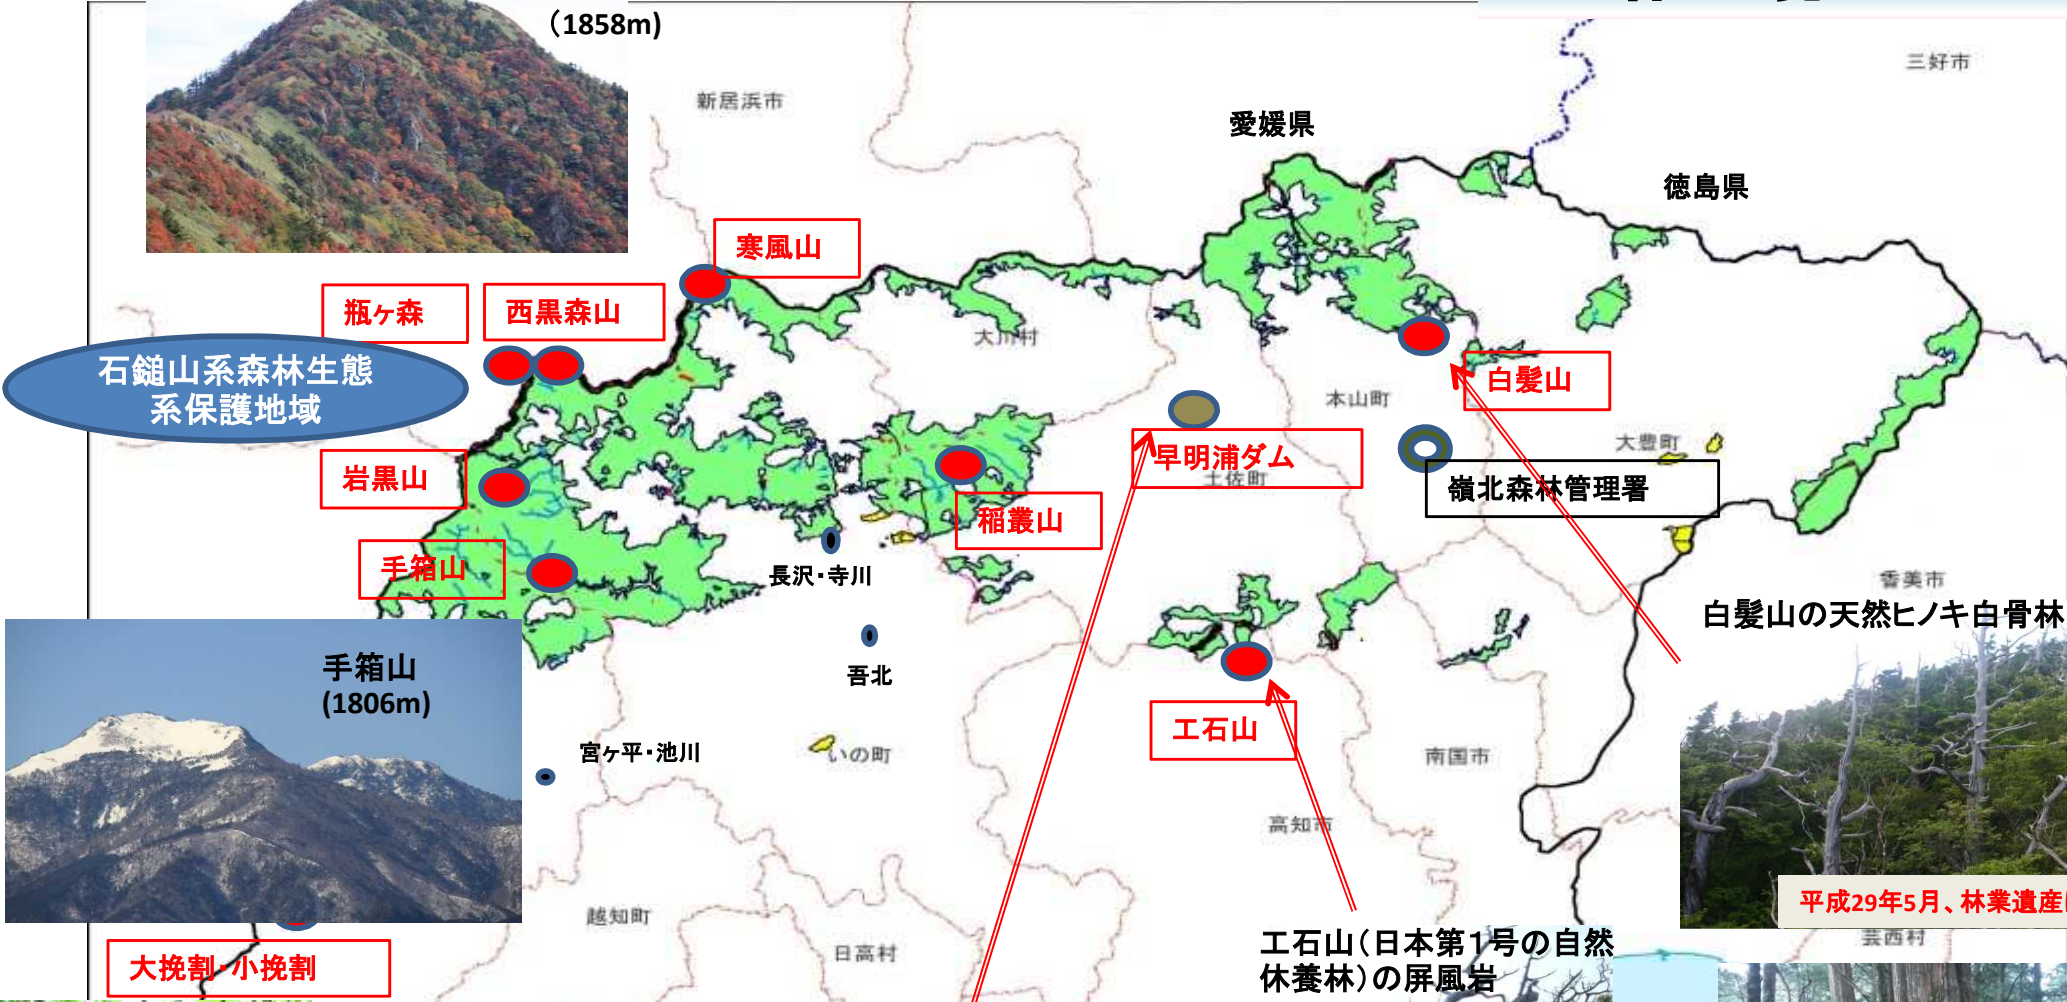 （1858m）
三好市
新居浜市
愛媛県
徳島県
寒風山
瓶ヶ森
西黒森山
大川村
石鎚山系森林生態
系保護地域
白髪山
本山町
大豊町
早明浦ダム
土佐町
岩黒山
嶺北森林管理署
稲叢山
手箱山
長沢・寺川
香美市
白髪山の天然ヒノキ白骨林
吾北
手箱山
(1806m)
工石山
宮ヶ平・池川
いの町
南国市
高知市
平成29年5月、林業遺産
越知町
日高村
工石山（日本第1号の自然
休養林）の屏風岩
芸西村
大挽割・小挽割